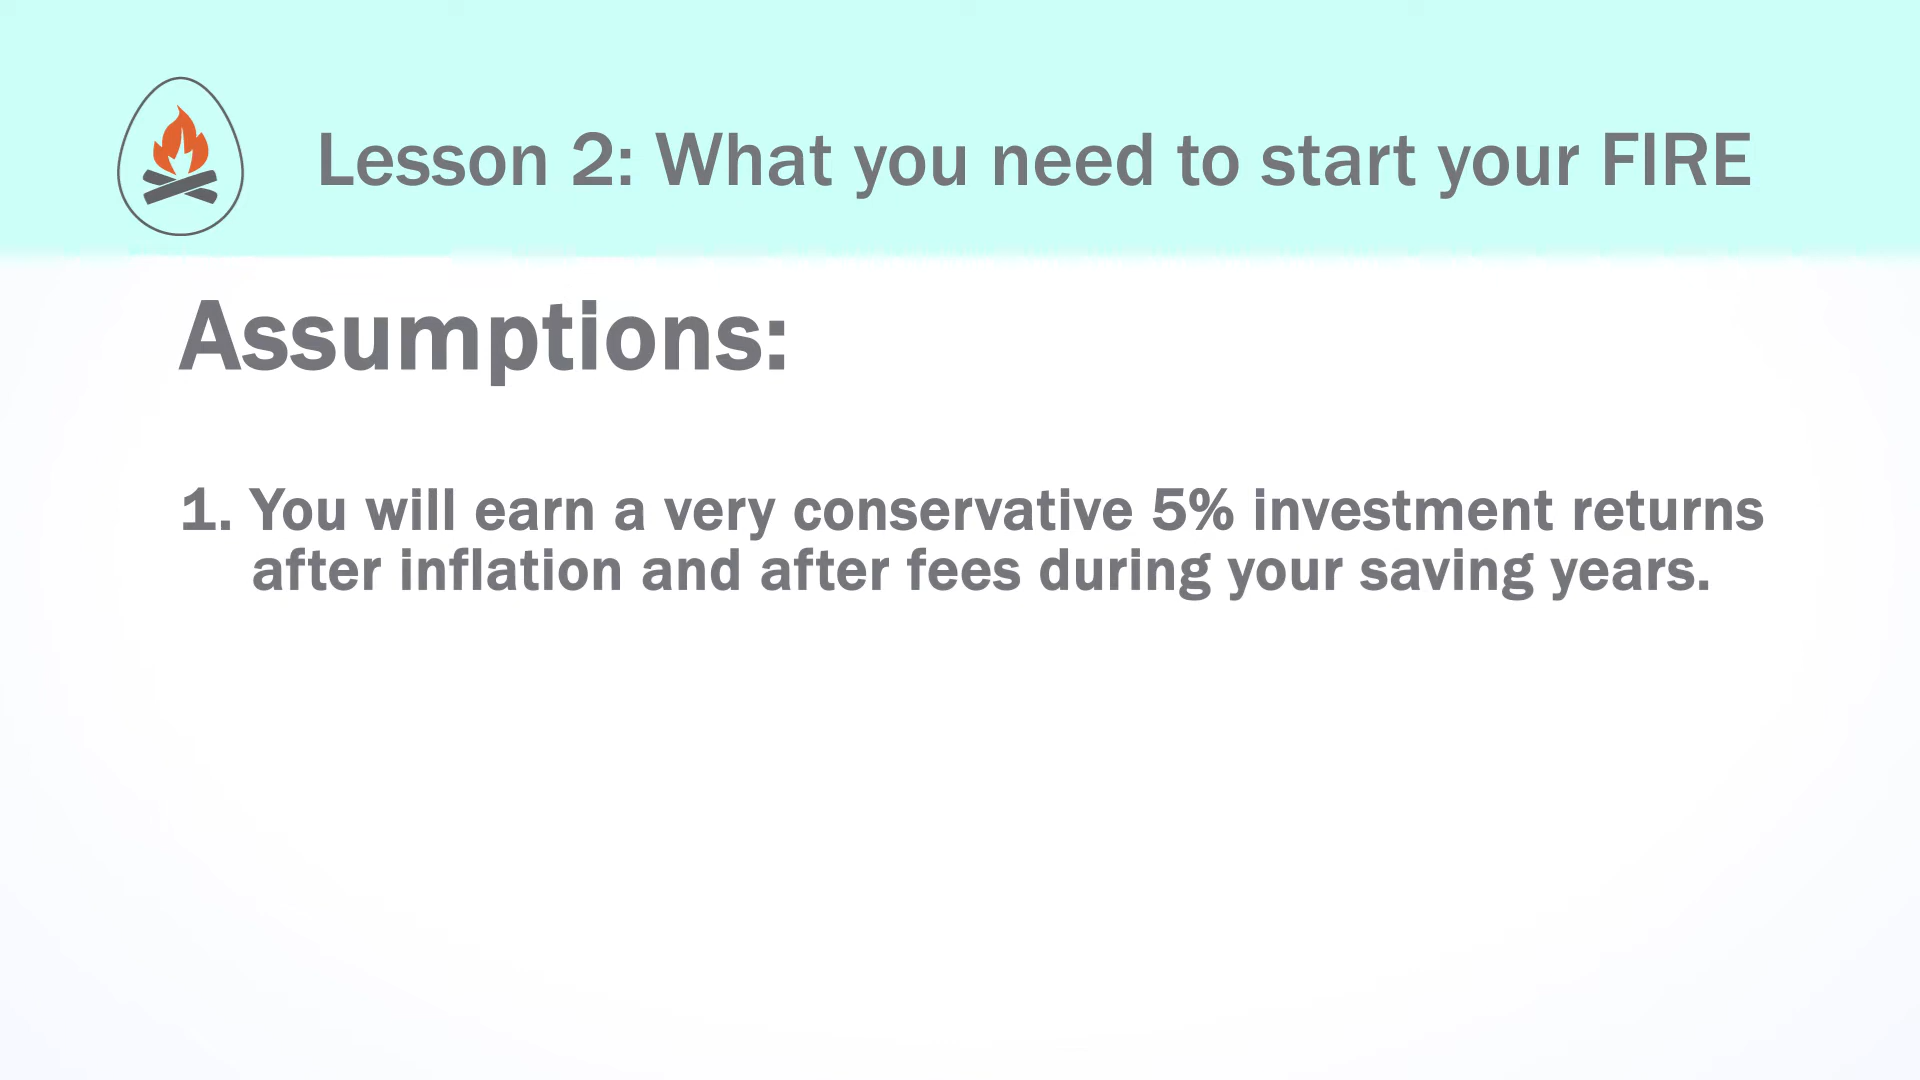 Lesson 2: What you need to start your FIRE
Assumptions:
1. You will earn a very conservative 5% investment returns
after inflation and after fees during your saving years.